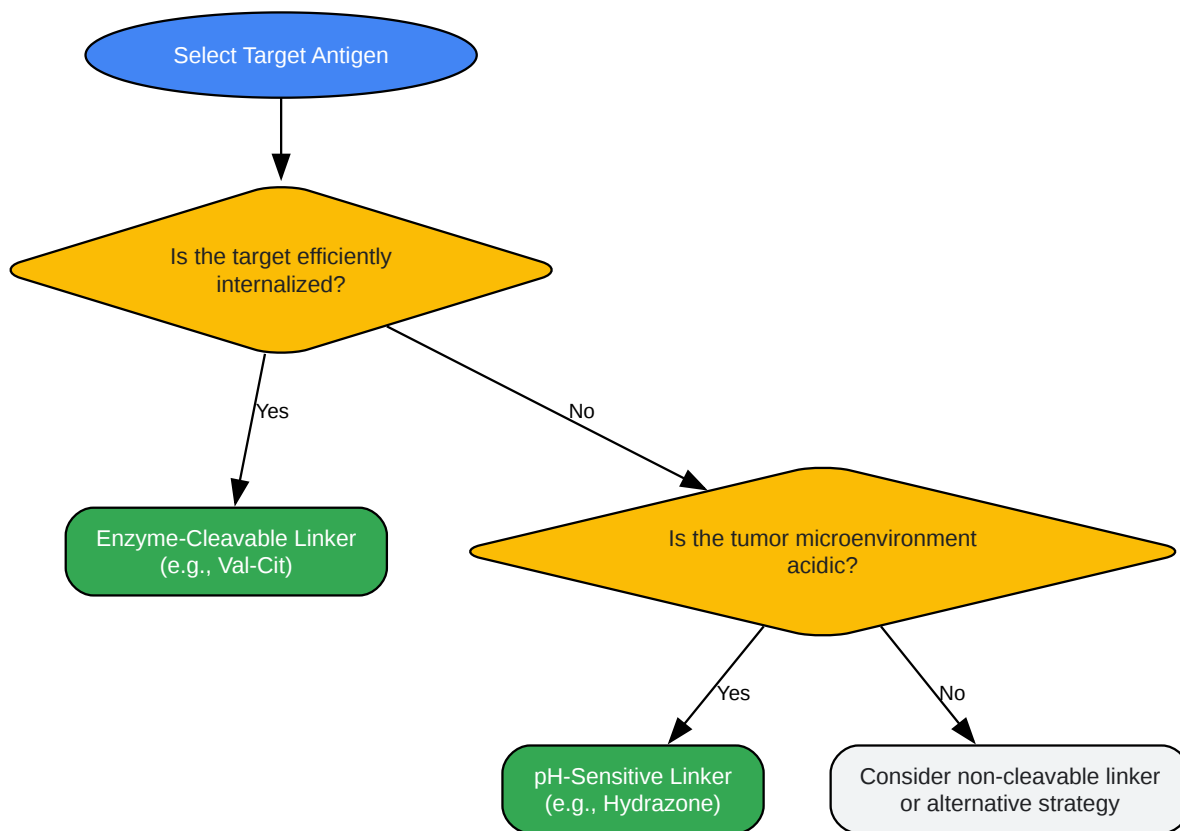 Select Target Antigen
Is the target efficiently
internalized?
Yes
No
Enzyme-Cleavable Linker
(e.g., Val-Cit)
Is the tumor microenvironment
acidic?
Yes
No
pH-Sensitive Linker
(e.g., Hydrazone)
Consider non-cleavable linker
or alternative strategy